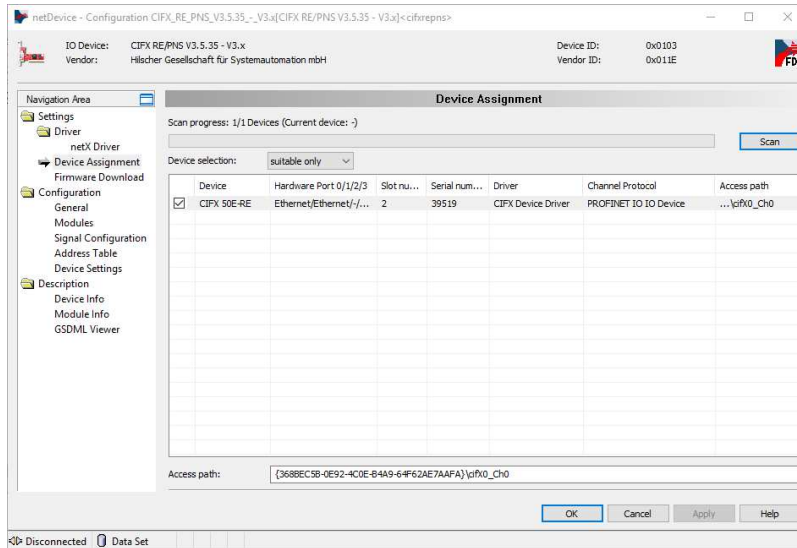 netDevice - Configuration CIFX_RE_PNS_V3.5.35_-_V3.x[CIFX RE/PNS V3.5.35 - V3.x]<cifxrepns>
IO Device: CIFX RE/PNS V3.5.35 - V3.x Device ID: 0x0103
Vendor: Hilscher Gesellschaft für Systemautomation mbH Vendor ID: 0x011E
FD
Navigation Area
Settings
Driver
netX Driver
Device Assignment
Firmware Download
Configuration
General
Modules
Signal Configuration
Address Table
Device Settings
Description
Device Info
Module Info
GSDML Viewer
Device Assignment
Scan progress: 1/1 Devices (Current device: -)
Scan
Device selection: suitable only
Device Hardware Port 0/1/2/3 Slot nu... Serial num... Driver Channel Protocol Access path
CIFX 50E-RE Ethernet/Ethernet/-/... 2 39519 CIFX Device Driver PROFINET IO IO Device ...\cifX0_Ch0
Access path: {368BEC5B-0E92-4C0E-B4A9-64F62AE7AAFA}\cifX0_Ch0
OK Cancel Apply Help
Disconnected Data Set